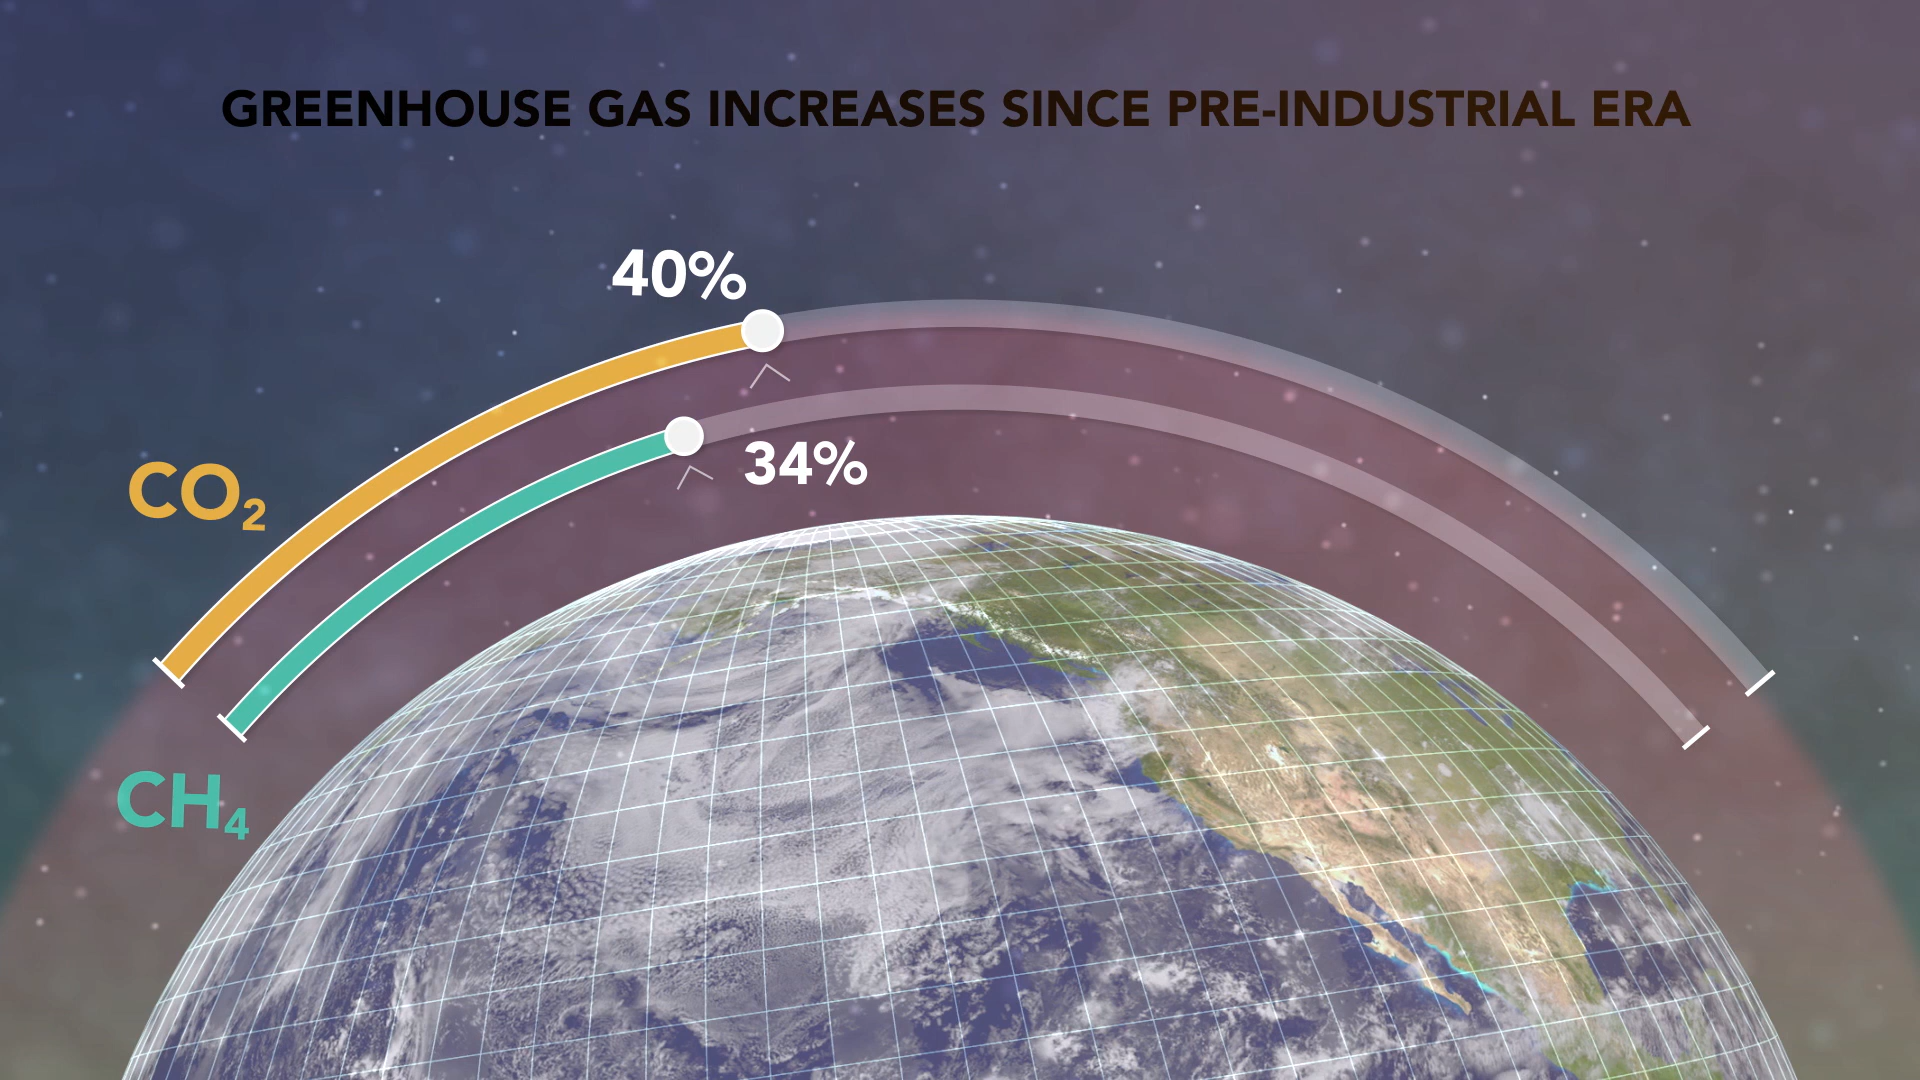 GREENHOUSE GAS INCREASES SINCE PRE-INDUSTRIAL ERA
40%
34%
CO₂
CH₄